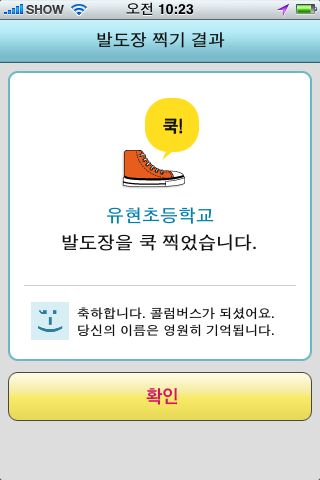 SHOW 오전 10:23
발도장 찍기 결과
쿡!
유현초등학교
발도장을 쿡 찍었습니다.
축하합니다. 콜럼버스가 되셨어요.
당신의 이름은 영원히 기억됩니다.
확인